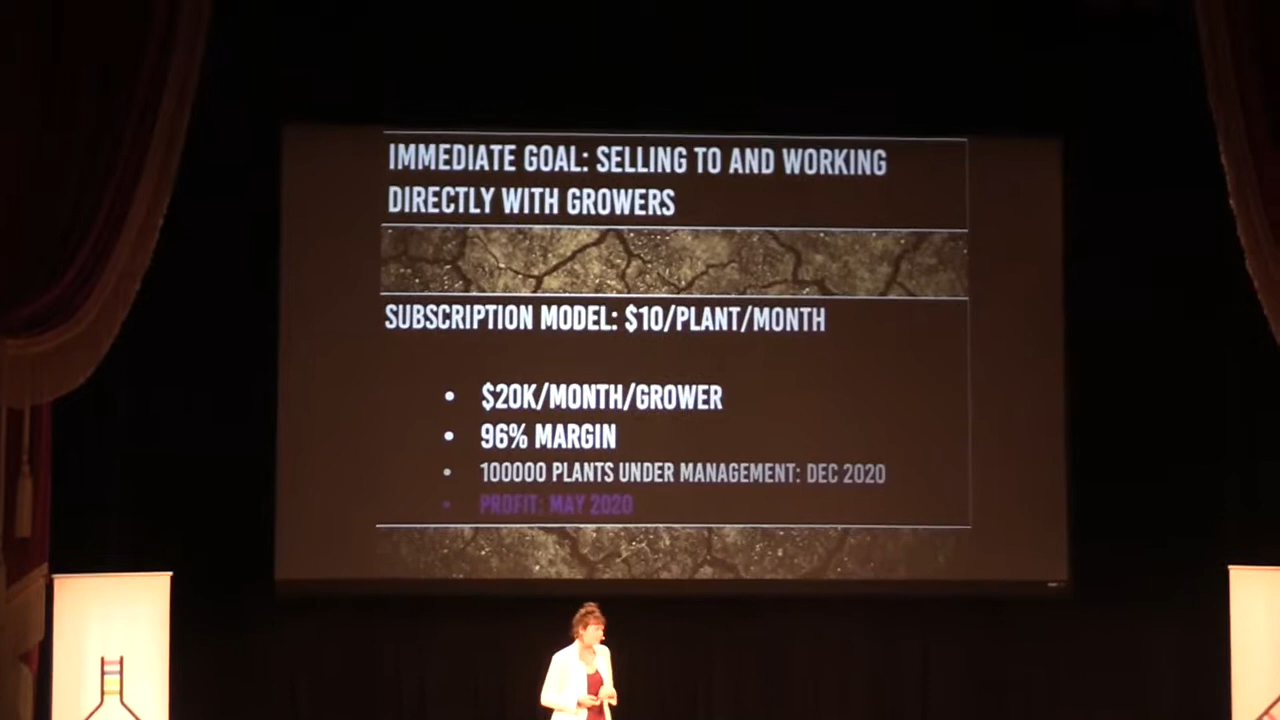 IMMEDIATE GOAL: SELLING TO AND WORKING
DIRECTLY WITH GROWERS
SUBSCRIPTION MODEL: $10/PLANT/MONTH
• $20K/MONTH/GROWER
• 96% MARGIN
• 100000 PLANTS UNDER MANAGEMENT: DEC 2020
• PROFIT: MAY 2020